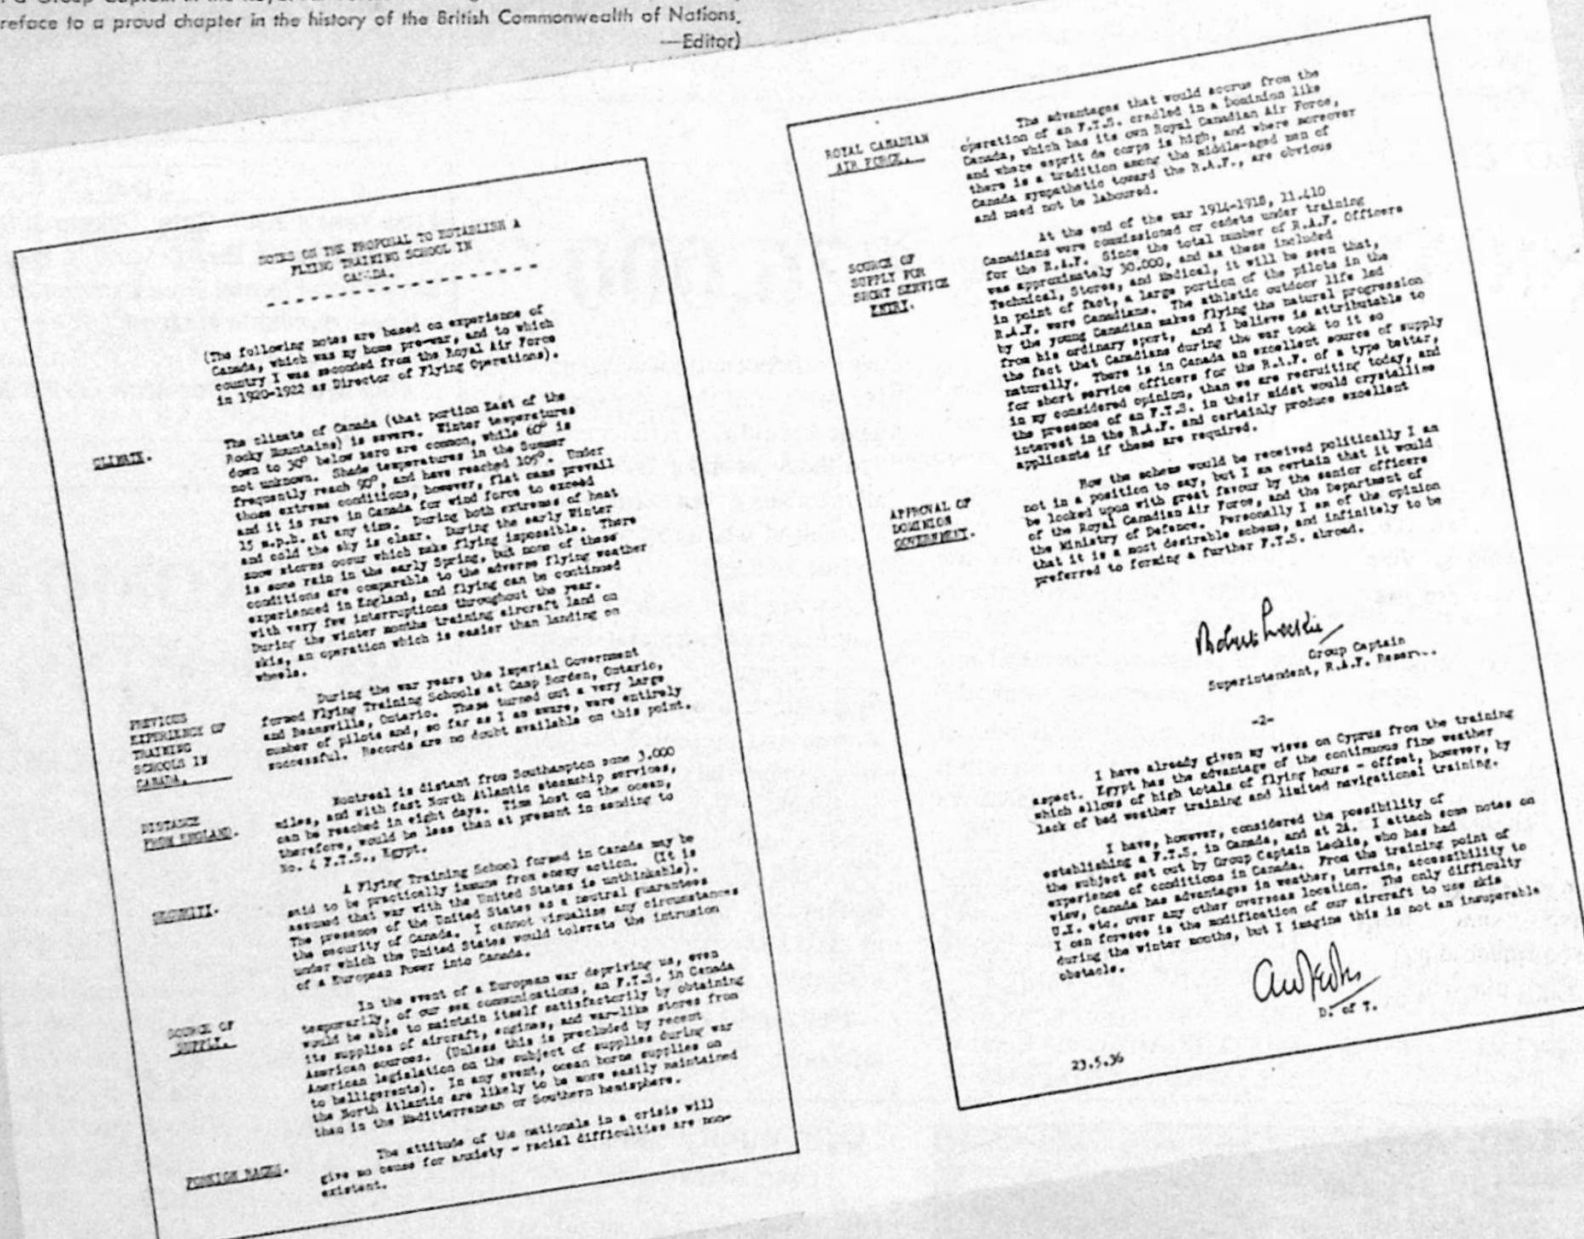 reface to a proud chapter in the history of the British Commonwealth of Nations.
—Editor)
NOTES ON THE PROPOSAL TO ESTABLISH A
FLYING TRAINING SCHOOL IN
CANADA.
(The following notes are based on experience of
Canada, which was my home pre-war, and to which
country I was seconded from the Royal Air Force
in 1920-1922 as Director of Flying Operations).
CLIMATE.
The climate of Canada (that portion East of the
Rocky Mountains) is severe. Winter temperatures
down to 30° below zero are common, while 60° is
not unknown. Shade temperatures in the Summer
frequently reach 90°, and have reached 105°. Under
those extreme conditions, however, flat calms prevail
and it is rare in Canada for wind force to exceed
15 m.p.h. at any time. During both extremes of heat
and cold the sky is clear. During the early Winter
snow storms occur which make flying impossible. There
is some rain in the early Spring, but none of these
conditions are comparable to the adverse flying weather
experienced in England, and flying can be continued
with very few interruptions throughout the year.
During the winter months training aircraft land on
skis, an operation which is easier than landing on
wheels.
PREVIOUS
EXPERIENCE OF
TRAINING
SCHOOLS IN
CANADA.
During the war years the Imperial Government
formed Flying Training Schools at Camp Borden, Ontario,
and Beamsville, Ontario. These turned out a very large
number of pilots and, so far as I am aware, were entirely
successful. Records are no doubt available on this point.
DISTANCE
FROM ENGLAND.
Montreal is distant from Southampton some 3,000
miles, and with fast North Atlantic steamship services,
can be reached in eight days. Time lost on the ocean,
therefore, would be less than at present in sending to
No. 4 F.T.S., Egypt.
SECURITY.
A Flying Training School formed in Canada may be
said to be practically immune from enemy action. (It is
assumed that war with the United States is unthinkable).
The presence of the United States as a neutral guarantees
the security of Canada. I cannot visualise any circumstances
under which the United States would tolerate the intrusion
of a European Power into Canada.
SOURCE OF
SUPPLY.
In the event of a European war depriving us, even
temporarily, of our sea communications, an F.T.S. in Canada
would be able to maintain itself satisfactorily by obtaining
its supplies of aircraft, engines, and war-like stores from
American sources. (Unless this is precluded by recent
American legislation on the subject of supplies during war
to belligerents). In any event, ocean borne supplies on
the North Atlantic are likely to be more easily maintained
than in the Mediterranean or Southern hemisphere.
FOREIGN RACES.
The attitude of the nationals in a crisis will
give no cause for anxiety - racial difficulties are non-
existent.
ROYAL CANADIAN
AIR FORCE.
The advantages that would accrue from the
operation of an F.T.S. cradled in a Dominion like
Canada, which has its own Royal Canadian Air Force,
and where esprit de corps is high, and where moreover
there is a tradition among the middle-aged men of
Canada sympathetic toward the R.A.F., are obvious
and need not be laboured.
SOURCE OF
SUPPLY FOR
SHORT SERVICE
ENTRY.
At the end of the war 1914-1918, 11,410
Canadians were commissioned or cadets under training
for the R.A.F. Since the total number of R.A.F. Officers
was approximately 30,000, and as these included
Technical, Stores, and Medical, it will be seen that,
in point of fact, a large portion of the pilots in the
R.A.F. were Canadians. The athletic outdoor life led
by the young Canadian makes flying the natural progression
from his ordinary sport, and I believe is attributable to
the fact that Canadians during the war took to it so
naturally. There is in Canada an excellent source of supply
for short service officers for the R.A.F. of a type better,
in my considered opinion, than we are recruiting today, and
the presence of an F.T.S. in their midst would crystallise
interest in the R.A.F. and certainly produce excellent
applicants if these are required.
APPROVAL OF
DOMINION
GOVERNMENT.
How the scheme would be received politically I am
not in a position to say, but I am certain that it would
be looked upon with great favour by the senior officers
of the Royal Canadian Air Force, and the Department of
the Ministry of Defence. Personally I am of the opinion
that it is a most desirable scheme, and infinitely to be
preferred to forming a further F.T.S. abroad.
Robert Leckie
Group Captain
Superintendent, R.A.F. Reser...
-2-
I have already given my views on Cyprus from the training
aspect. Egypt has the advantage of the continuous fine weather
which allows of high totals of flying hours - offset, however, by
lack of bad weather training and limited navigational training.
I have, however, considered the possibility of
establishing a F.T.S. in Canada, and at 2A. I attach some notes on
the subject set out by Group Captain Leckie, who has had
experience of conditions in Canada. From the training point of
view, Canada has advantages in weather, terrain, accessibility to
U.K. etc. over any other overseas location. The only difficulty
I can foresee is the modification of our aircraft to use skis
during the winter months, but I imagine this is not an insuperable
obstacle.
D. of T.
23.5.36